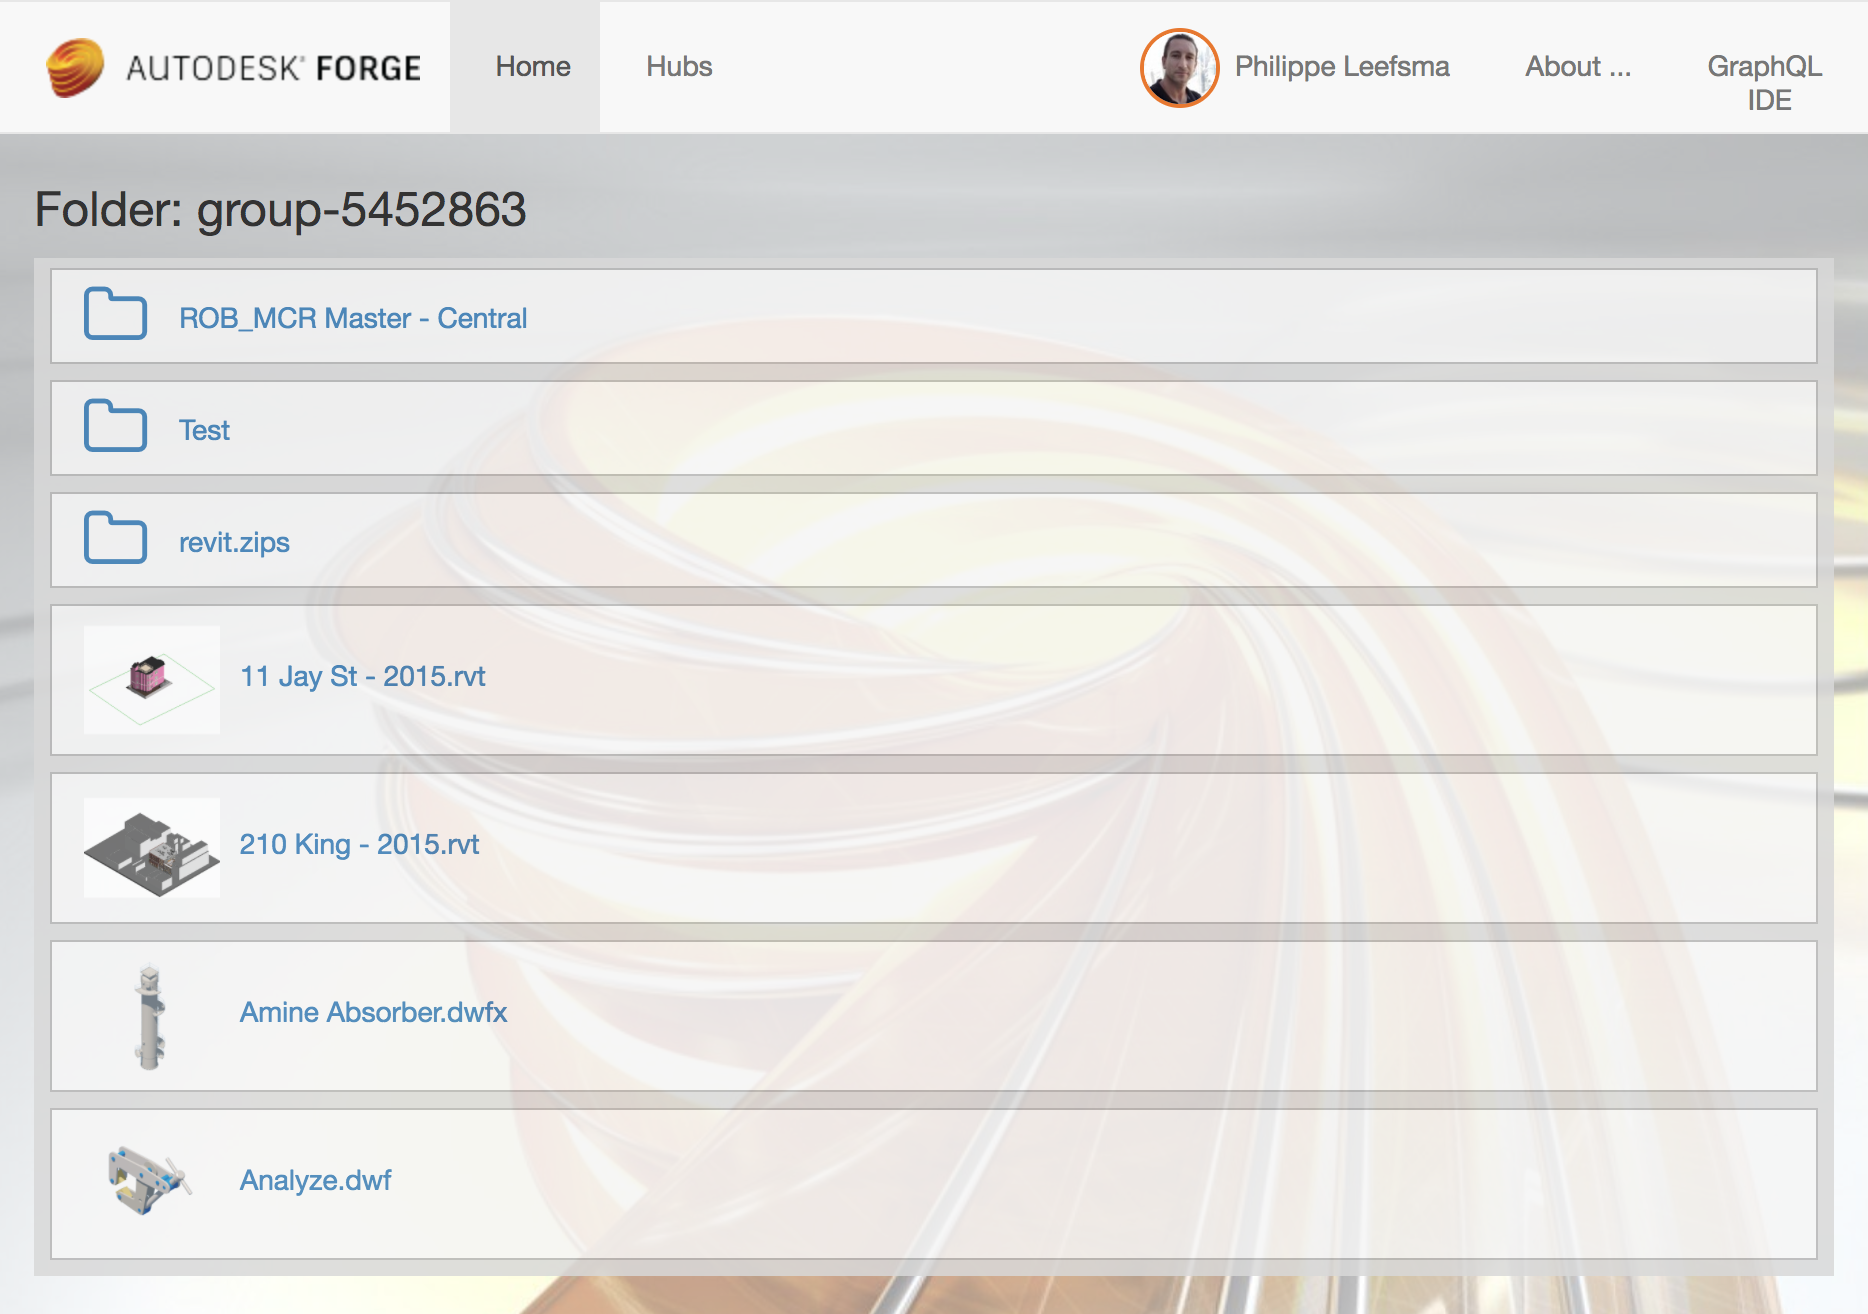 AUTODESK® FORGE
Home
Hubs
Philippe Leefsma
About ...
GraphQL
IDE
Folder: group-5452863
ROB_MCR Master - Central
Test
revit.zips
11 Jay St - 2015.rvt
210 King - 2015.rvt
Amine Absorber.dwfx
Analyze.dwf